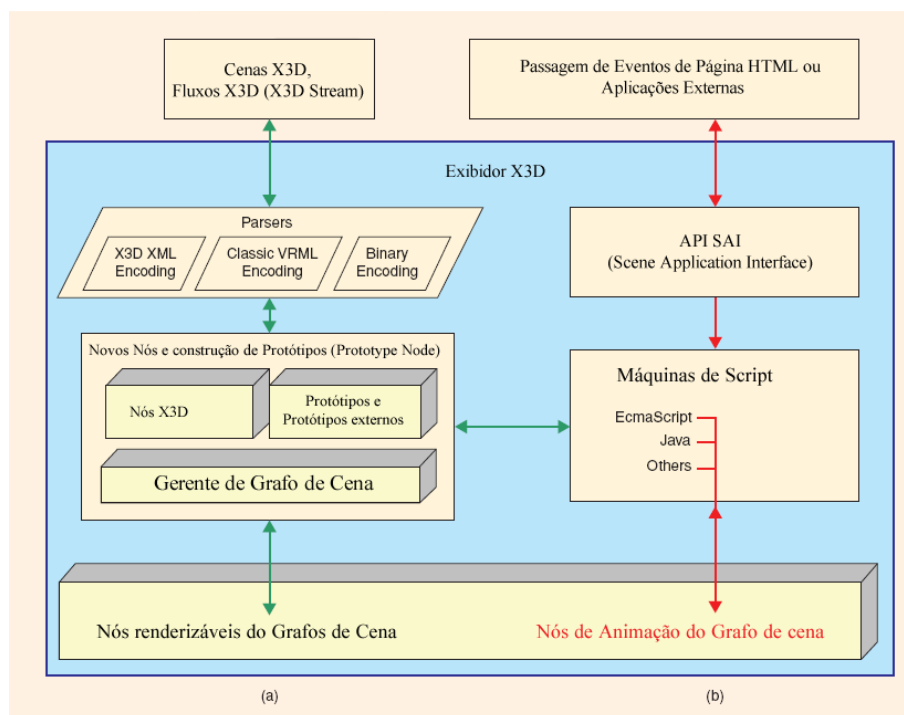 Cenas X3D,
Fluxos X3D (X3D Stream)
Passagem de Eventos de Página HTML ou
Aplicações Externas
Exibidor X3D
Parsers
X3D XML
Encoding
Classic VRML
Encoding
Binary
Encoding
API SAI
(Scene Application Interface)
Novos Nós e construção de Protótipos (Prototype Node)
Nós X3D
Protótipos e
Protótipos externos
Gerente de Grafo de Cena
Máquinas de Script
EcmaScript
Java
Others
Nós renderizáveis do Grafos de Cena
Nós de Animação do Grafo de cena
(a)
(b)